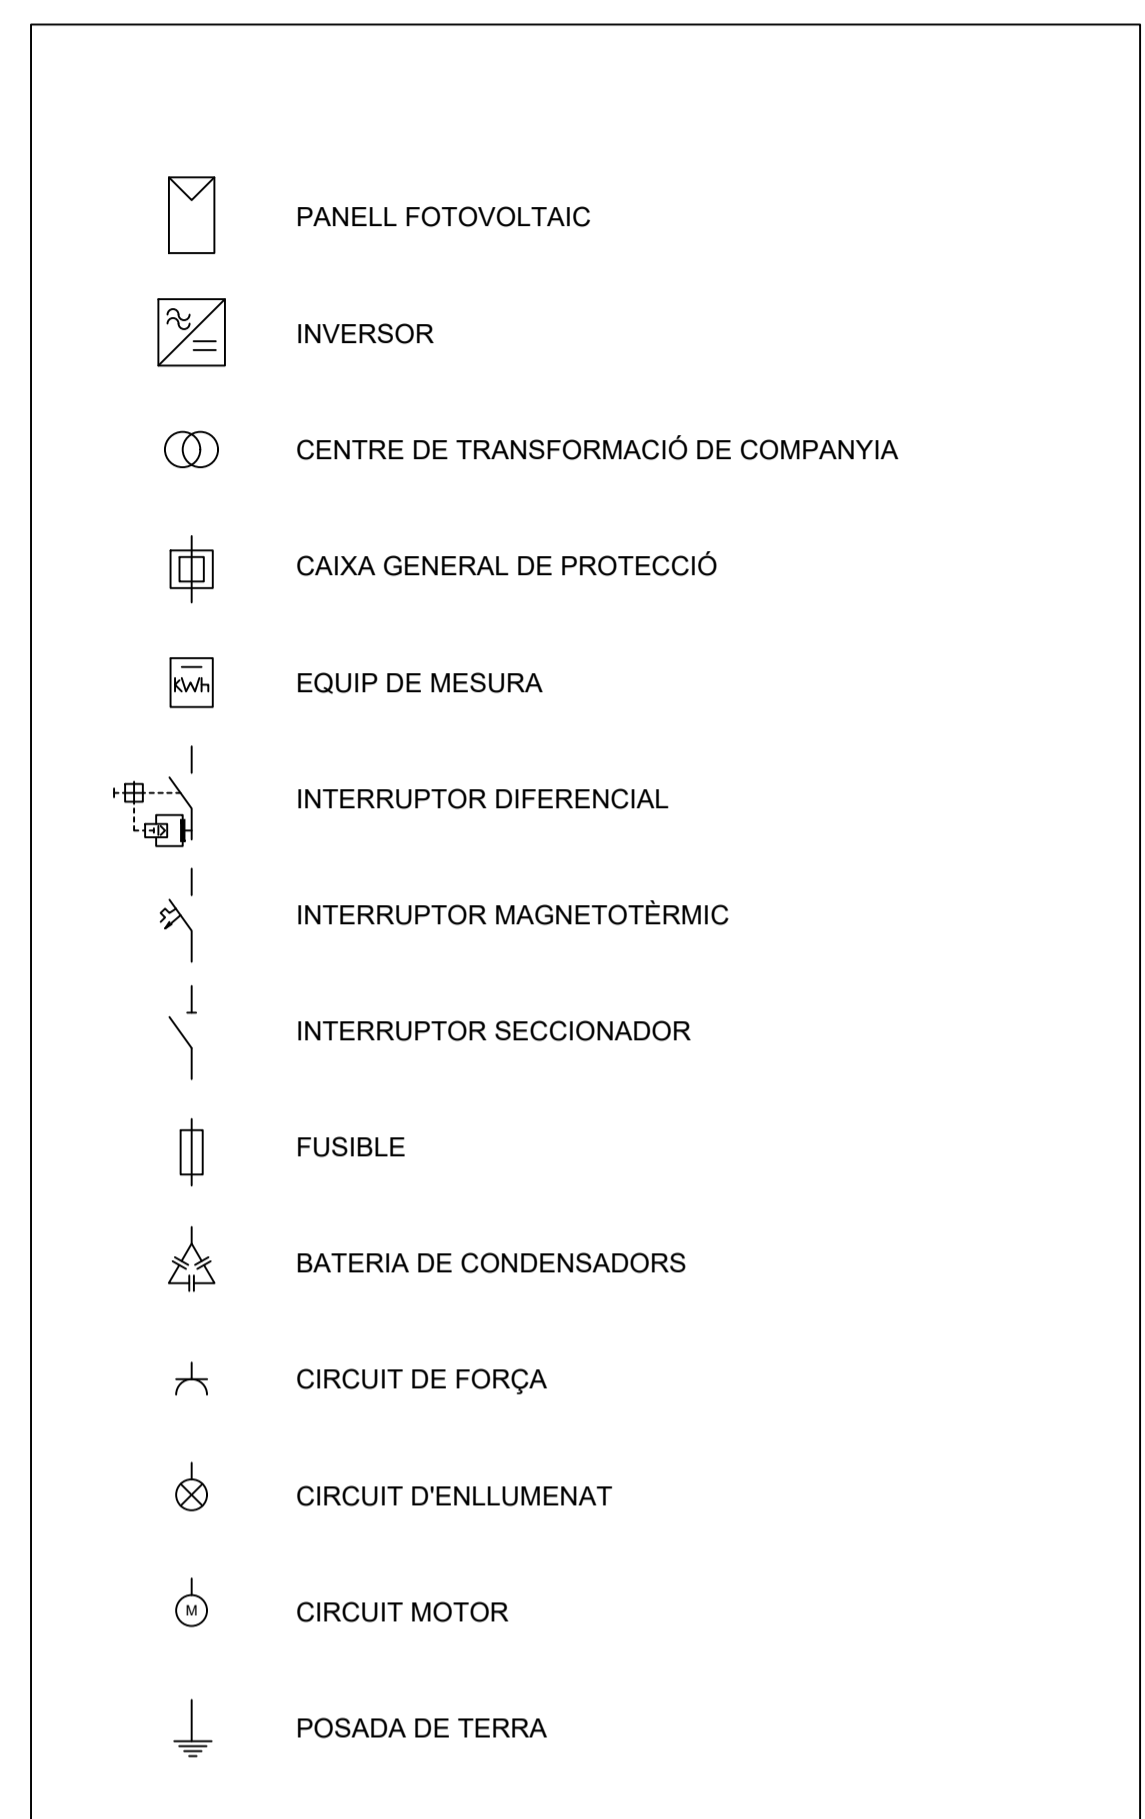 PANELL FOTOVOLTAIC
INVERSOR
CENTRE DE TRANSFORMACIÓ DE COMPANYIA
CAIXA GENERAL DE PROTECCIÓ
kWh
EQUIP DE MESURA
INTERRUPTOR DIFERENCIAL
INTERRUPTOR MAGNETOTÈRMIC
INTERRUPTOR SECCIONADOR
FUSIBLE
BATERIA DE CONDENSADORS
CIRCUIT DE FORÇA
CIRCUIT D'ENLLUMENAT
M
CIRCUIT MOTOR
POSADA DE TERRA